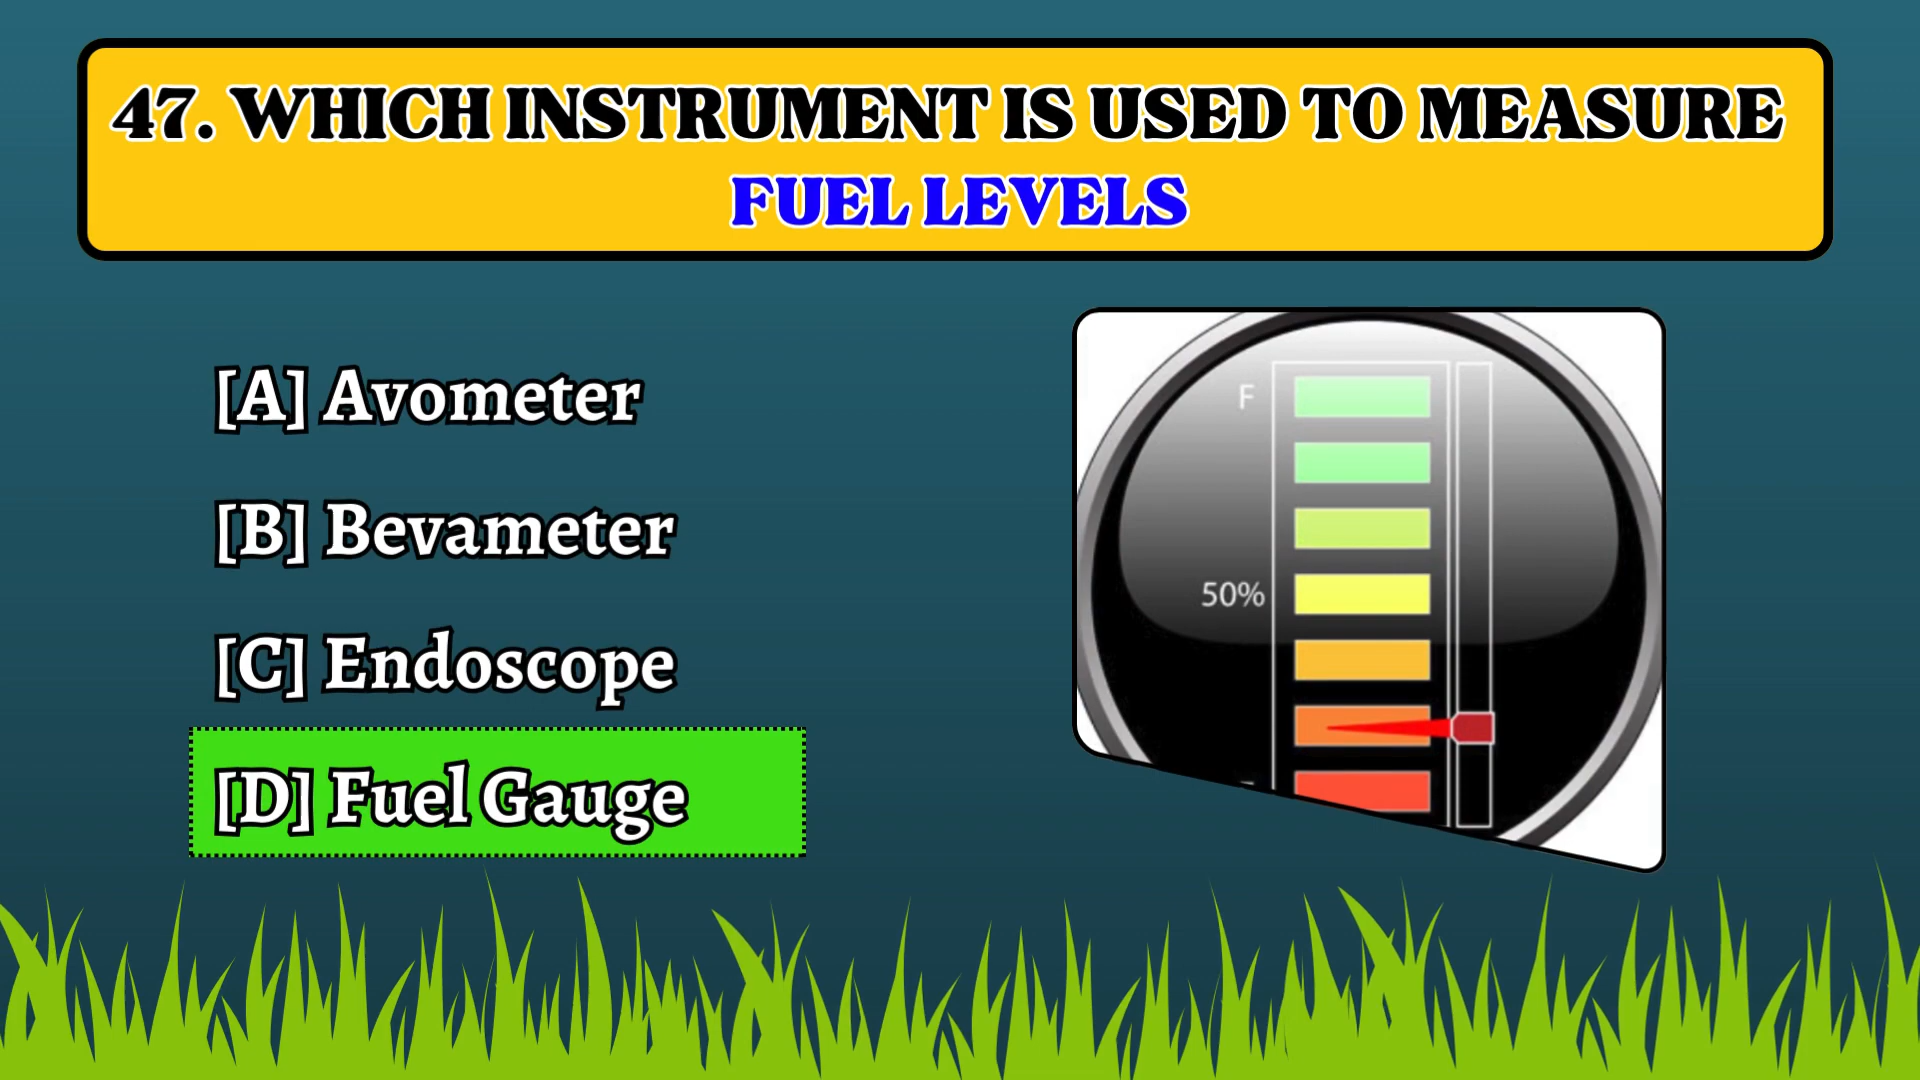 47. WHICH INSTRUMENT IS USED TO MEASURE
FUEL LEVELS
[A] Avometer
[B] Bevameter
[C] Endoscope
[D] Fuel Gauge
F
50%